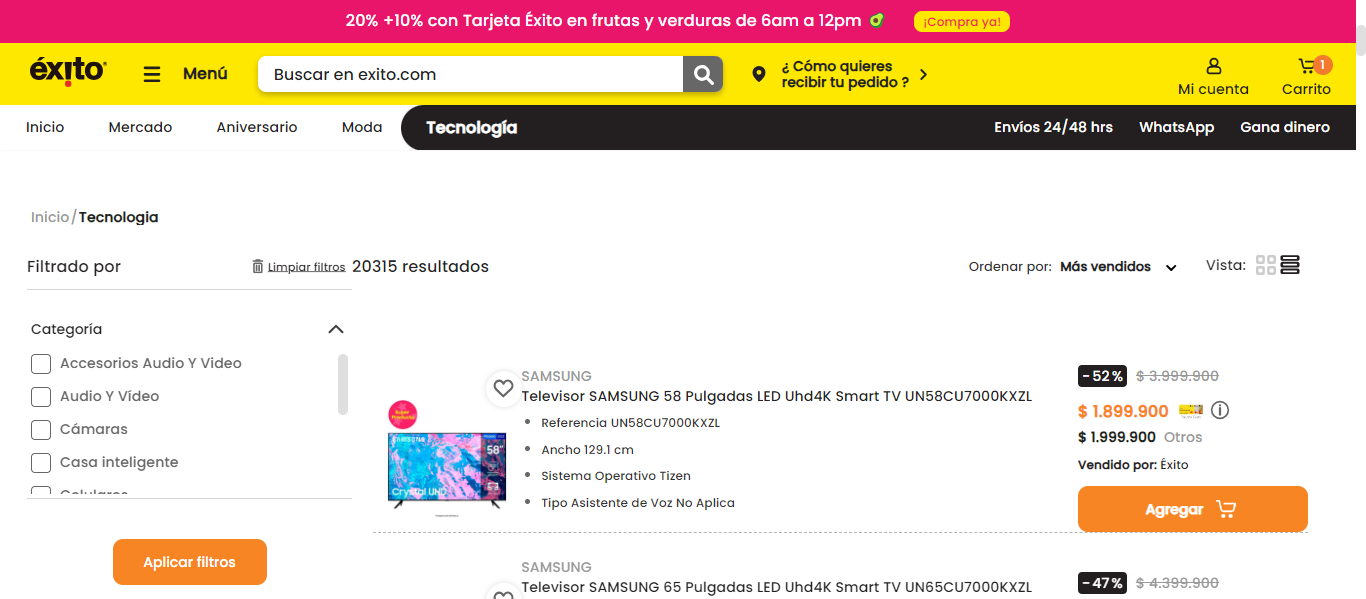 20% +10% con Tarjeta Éxito en frutas y verduras de 6am a 12pm
¡Compra ya!
éxito
Menú
Buscar en exito.com
¿ Cómo quieres
recibir tu pedido ?
Mi cuenta
1
Carrito
Inicio
Mercado
Aniversario
Moda
Tecnología
Envíos 24/48 hrs
WhatsApp
Gana dinero
Inicio/Tecnologia
Filtrado por
Limpiar filtros
20315 resultados
Ordenar por: Más vendidos
Vista:
Categoría
Accesorios Audio Y Video
Audio Y Vídeo
Cámaras
Casa inteligente
Celulares
Aplicar filtros
SAMSUNG
Televisor SAMSUNG 58 Pulgadas LED Uhd4K Smart TV UN58CU7000KXZL
Referencia UN58CU7000KXZL
Ancho 129.1 cm
Sistema Operativo Tizen
Tipo Asistente de Voz No Aplica
58"
Crystal UHD
-52% $ 3.999.900
$ 1.899.900
$ 1.999.900 Otros
Vendido por: Éxito
Agregar
SAMSUNG
Televisor SAMSUNG 65 Pulgadas LED Uhd4K Smart TV UN65CU7000KXZL
-47% $ 4.399.900